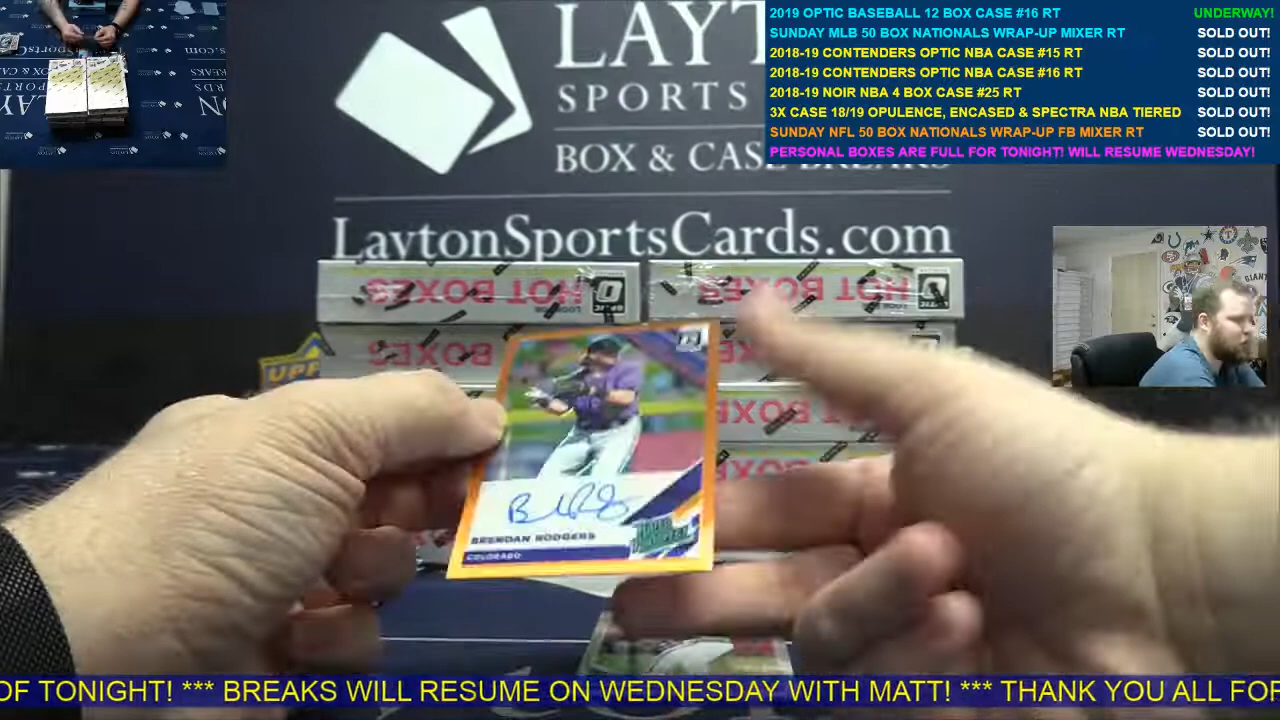 2019 OPTIC BASEBALL 12 BOX CASE #16 RT UNDERWAY!
SUNDAY MLB 50 BOX NATIONALS WRAP-UP MIXER RT SOLD OUT!
2018-19 CONTENDERS OPTIC NBA CASE #15 RT SOLD OUT!
2018-19 CONTENDERS OPTIC NBA CASE #16 RT SOLD OUT!
2018-19 NOIR NBA 4 BOX CASE #25 RT SOLD OUT!
3X CASE 18/19 OPULENCE, ENCASED & SPECTRA NBA TIERED SOLD OUT!
SUNDAY NFL 50 BOX NATIONALS WRAP-UP FB MIXER RT SOLD OUT!
PERSONAL BOXES ARE FULL FOR TONIGHT! WILL RESUME WEDNESDAY!
LAYT
SPORTS
BOX & CASE BREAKS
LaytonSportsCards.com
HOT BOXES
HOT BOXES
BOXES
UPP
BRENDAN RODGERS
COLORADO
OF TONIGHT! *** BREAKS WILL RESUME ON WEDNESDAY WITH MATT! *** THANK YOU ALL FOR